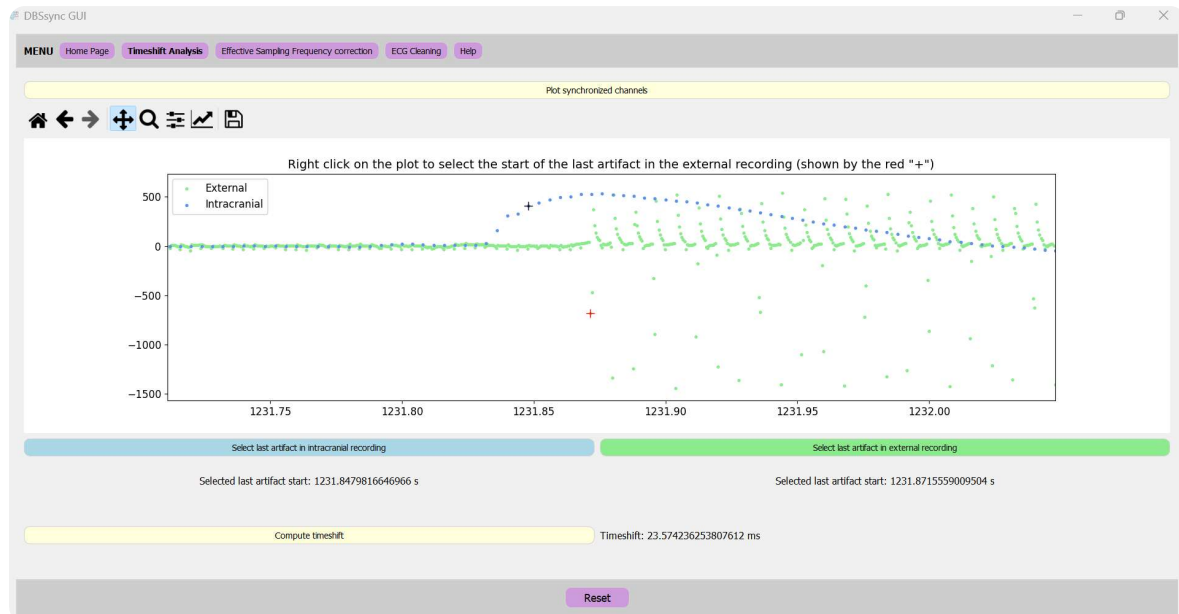 DBSsync GUI
MENU Home Page Timeshift Analysis Effective Sampling Frequency correction ECG Cleaning Help
Plot synchronized channels
Right click on the plot to select the start of the last artifact in the external recording (shown by the red "+")
External
Intracranial
500
0
−500
−1000
−1500
1231.75 1231.80 1231.85 1231.90 1231.95 1232.00
Select last artifact in intracranial recording Select last artifact in external recording
Selected last artifact start: 1231.8479816646966 s Selected last artifact start: 1231.8715559009504 s
Compute timeshift Timeshift: 23.574236253807612 ms
Reset